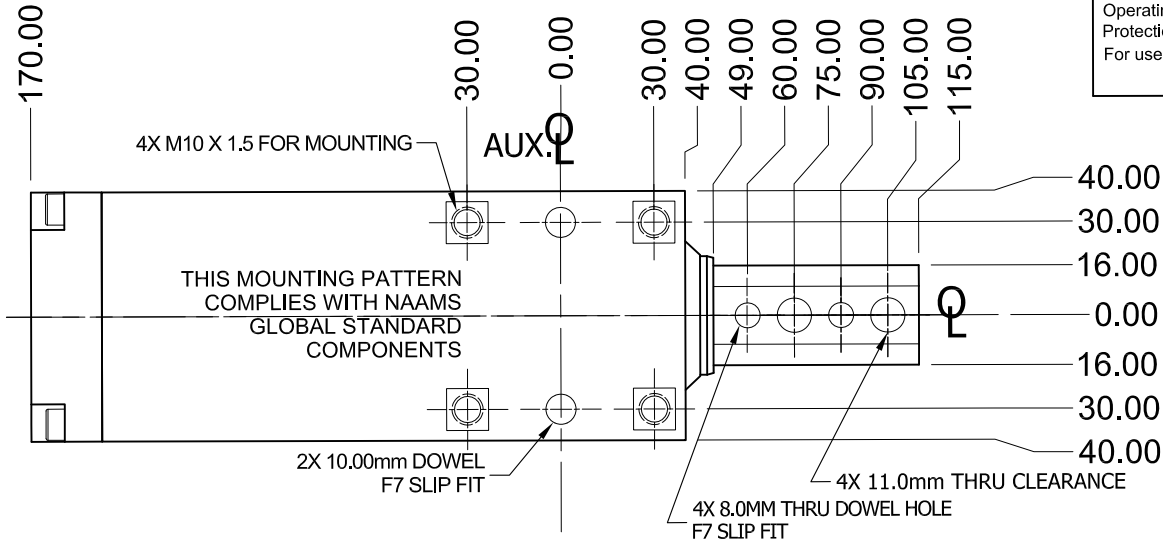 Operatin
Protectio
For use
170.00
30.00
0.00
30.00
40.00
49.00
60.00
75.00
90.00
105.00
115.00
4X M10 X 1.5 FOR MOUNTING
AUX. CL
40.00
30.00
16.00
0.00
16.00
30.00
40.00
THIS MOUNTING PATTERN
COMPLIES WITH NAAMS
GLOBAL STANDARD
COMPONENTS
CL
2X 10.00mm DOWEL
F7 SLIP FIT
4X 11.0mm THRU CLEARANCE
4X 8.0MM THRU DOWEL HOLE
F7 SLIP FIT